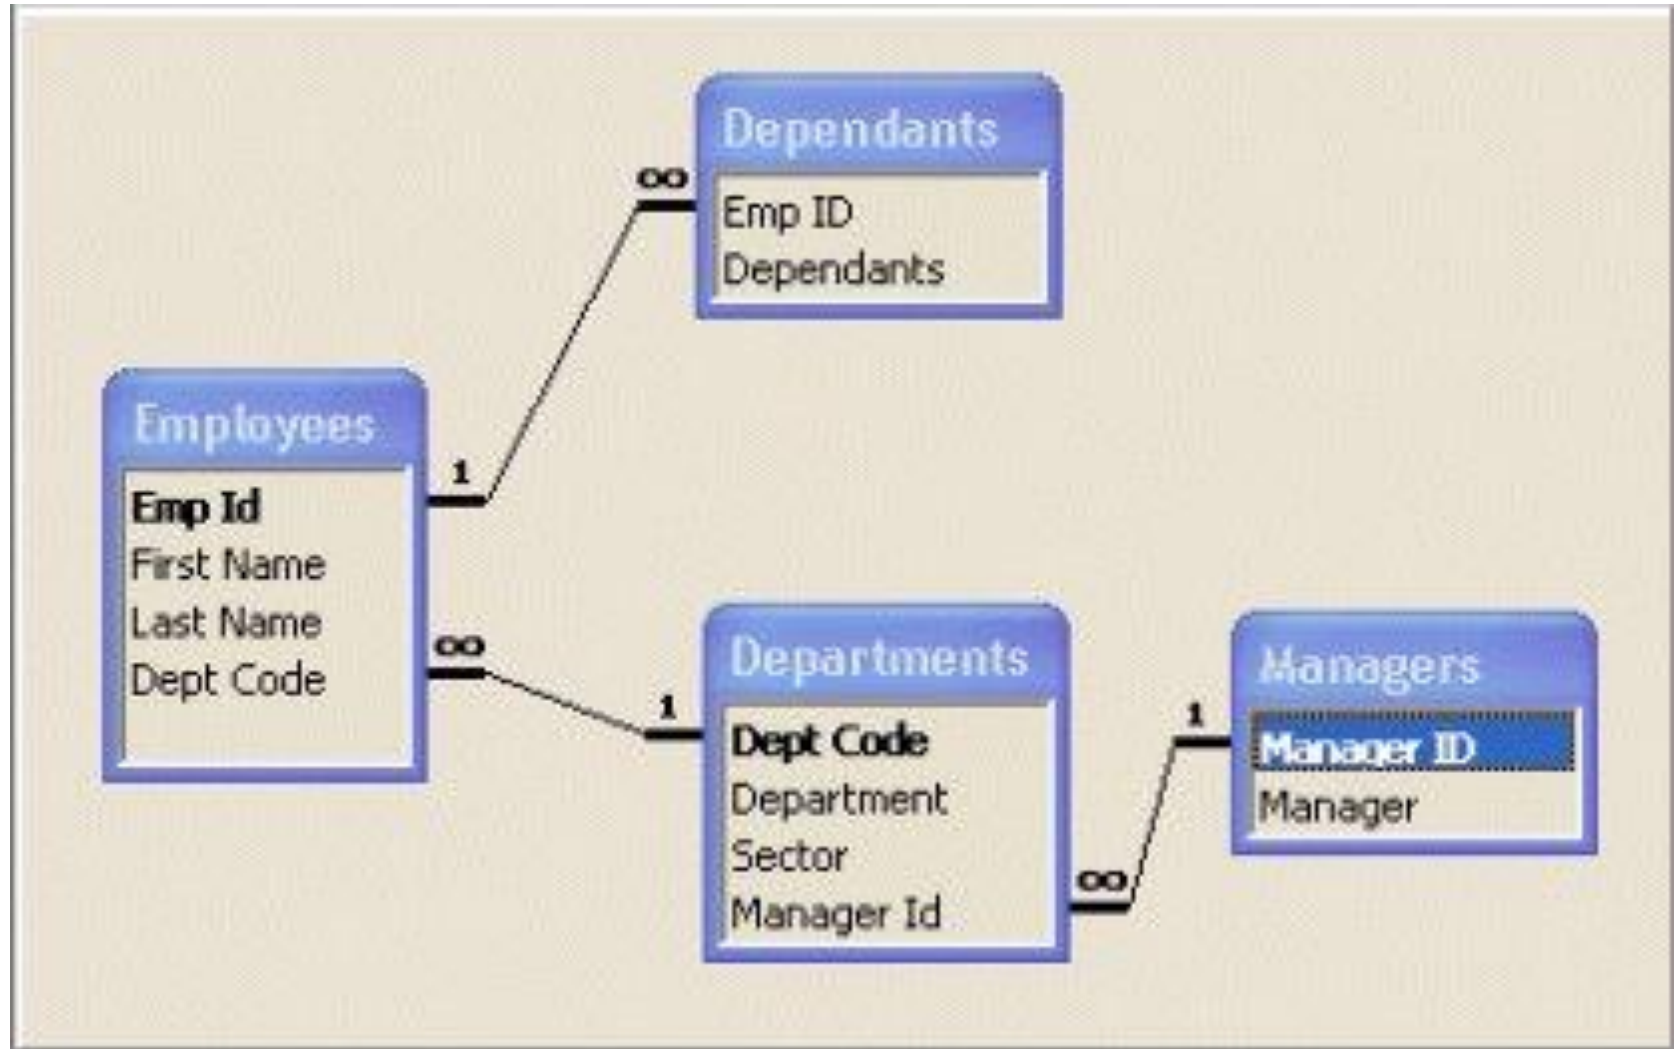 Dependants
∞
Emp ID
Dependants
Employees
1
Emp Id
First Name
Last Name
∞
Dept Code
Departments
1
Dept Code
Department
Sector
∞
Manager Id
Managers
1
Manager ID
Manager